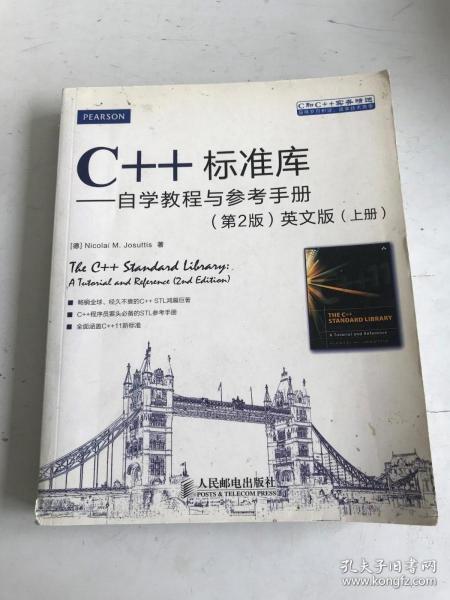 PEARSON
C和C++实务精选
C++ 标准库
——自学教程与参考手册
（第2版）英文版（上册）
[德] Nicolai M. Josuttis 著
The C++ Standard Library:
A Tutorial and Reference (2nd Edition)
畅销全球、经久不衰的C++ STL鸿篇巨著
C++程序员案头必备的STL参考手册
全面涵盖C++11新标准
THE C++
STANDARD LIBRARY
A Tutorial and Reference
人民邮电出版社
POSTS & TELECOM PRESS
孔夫子旧书网
www.kongfz.com